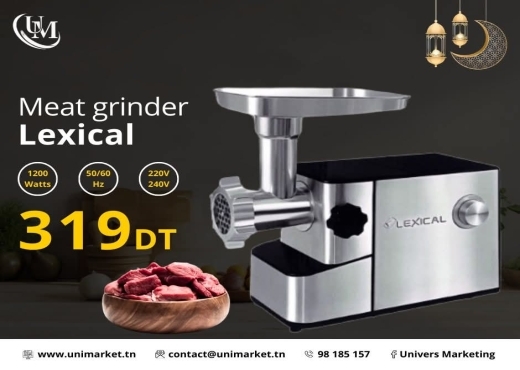 UM
Meat grinder
Lexical
1200 Watts
50/60 Hz
220V 240V
319DT
LEXICAL
www.unimarket.tn
contact@unimarket.tn
98 185 157
Univers Marketing